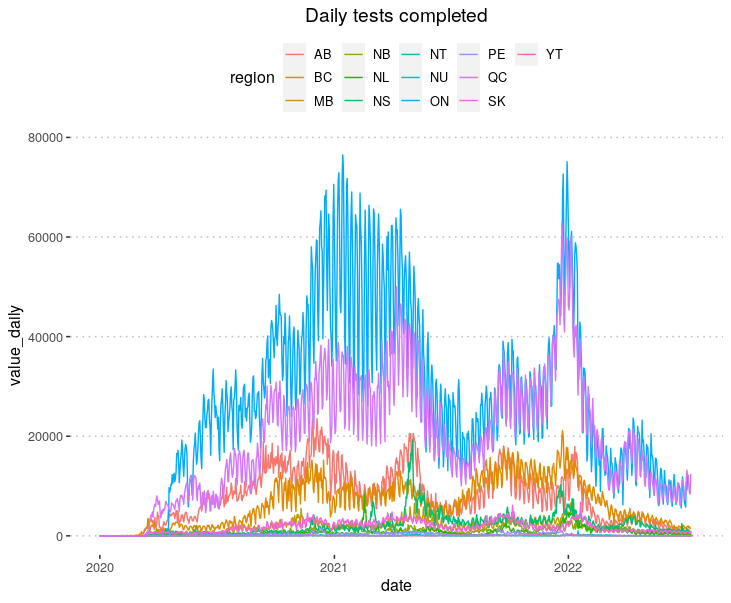 Daily tests completed
region
AB NB NT PE YT
BC NL NU QC
MB NS ON SK
value_daily
80000
60000
40000
20000
0
2020 2021 2022
date